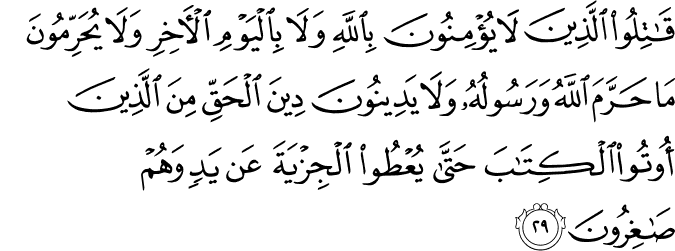 قَٰتِلُوا۟ ٱلَّذِينَ لَا يُؤْمِنُونَ بِٱللَّهِ وَلَا بِٱلْيَوْمِ ٱلْءَاخِرِ وَلَا يُحَرِّمُونَ
مَا حَرَّمَ ٱللَّهُ وَرَسُولُهُۥ وَلَا يَدِينُونَ دِينَ ٱلْحَقِّ مِنَ ٱلَّذِينَ
أُوتُوا۟ ٱلْكِتَٰبَ حَتَّىٰ يُعْطُوا۟ ٱلْجِزْيَةَ عَن يَدٍ وَهُمْ
صَٰغِرُونَ ٢٩